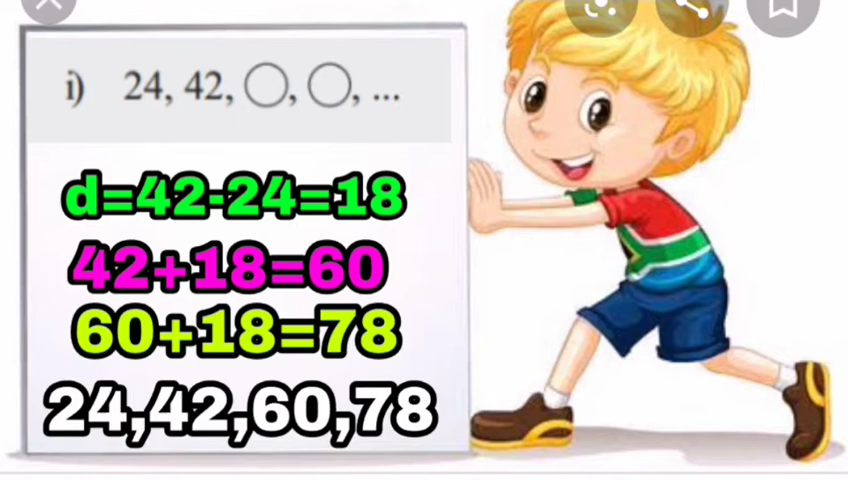 i) 24, 42, ◯, ◯, ...
d=42-24=18
42+18=60
60+18=78
24,42,60,78